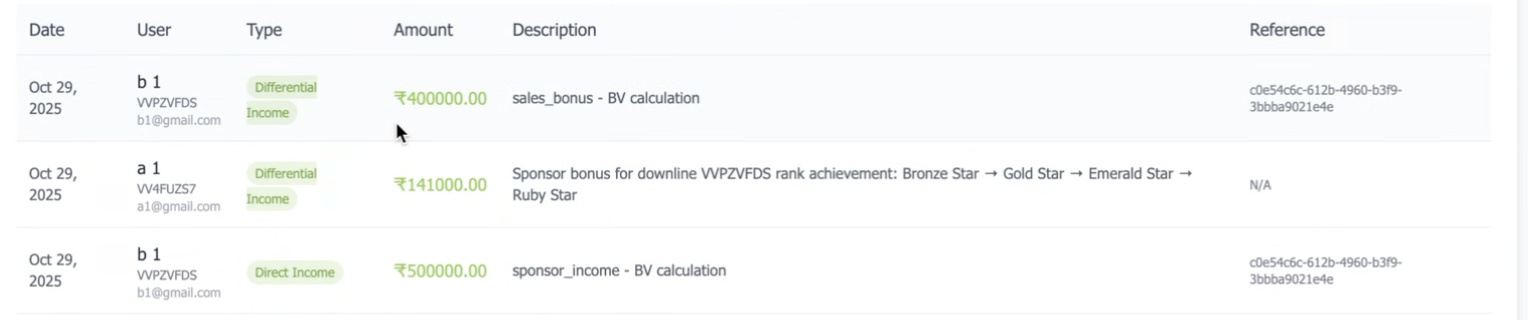 Date User Type Amount Description Reference
Oct 29,
2025
b 1
VVPZVFDS
b1@gmail.com
Differential
Income
₹400000.00
sales_bonus - BV calculation
c0e54c6c-612b-4960-b3f9-
3bbba9021e4e
Oct 29,
2025
a 1
VV4FUZS7
a1@gmail.com
Differential
Income
₹141000.00
Sponsor bonus for downline VVPZVFDS rank achievement: Bronze Star → Gold Star → Emerald Star →
Ruby Star
N/A
Oct 29,
2025
b 1
VVPZVFDS
b1@gmail.com
Direct Income
₹500000.00
sponsor_income - BV calculation
c0e54c6c-612b-4960-b3f9-
3bbba9021e4e